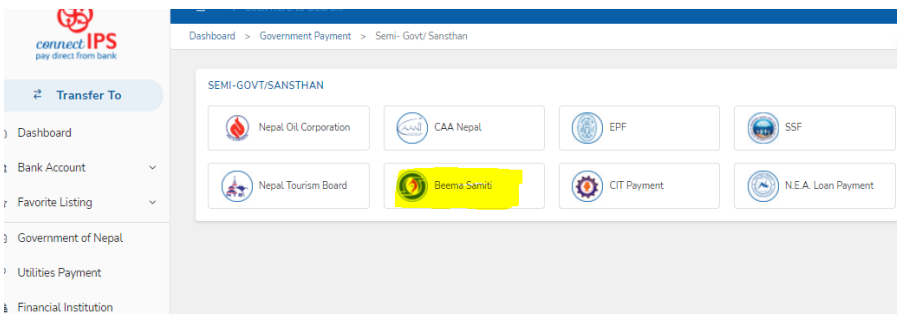 connectIPS
pay direct from bank
Dashboard > Government Payment > Semi- Govt/ Sansthan
Transfer To
Dashboard
Bank Account
Favorite Listing
Government of Nepal
Utilities Payment
Financial Institution
SEMI-GOVT/SANSTHAN
Nepal Oil Corporation
CAA Nepal
EPF
SSF
Nepal Tourism Board
Beema Samiti
CIT Payment
N.E.A. Loan Payment